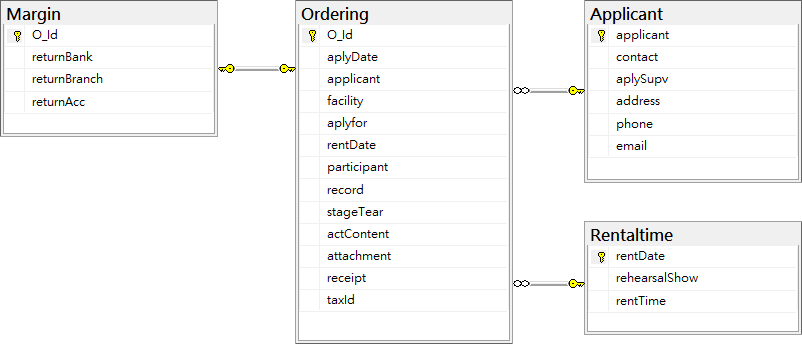 Margin
O_Id
returnBank
returnBranch
returnAcc
Ordering
O_Id
aplyDate
applicant
facility
aplyfor
rentDate
participant
record
stageTear
actContent
attachment
receipt
taxId
Applicant
applicant
contact
aplySupv
address
phone
email
Rentaltime
rentDate
rehearsalShow
rentTime